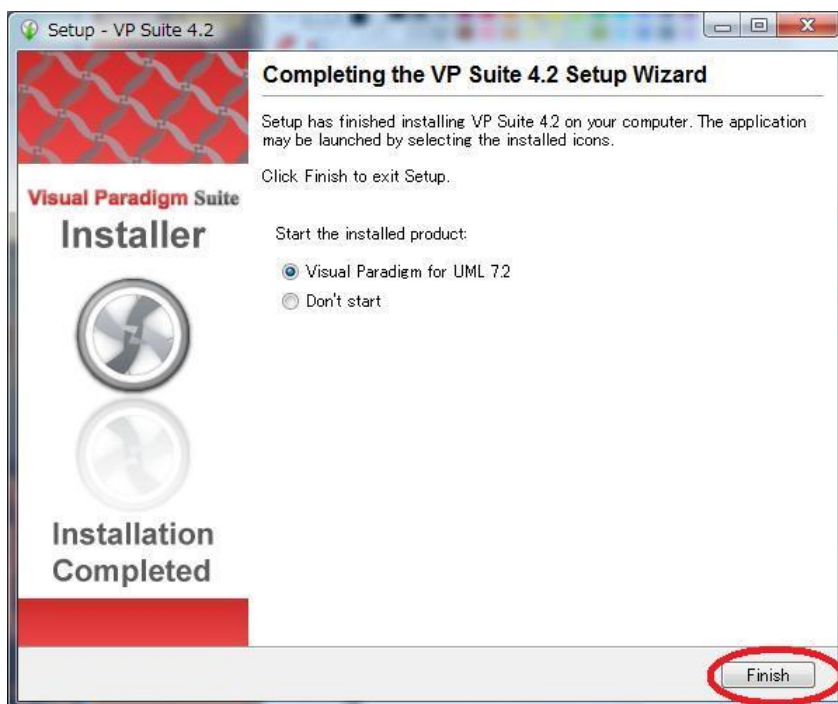 Setup - VP Suite 4.2
Completing the VP Suite 4.2 Setup Wizard
Setup has finished installing VP Suite 4.2 on your computer. The application
may be launched by selecting the installed icons.
Click Finish to exit Setup.
Visual Paradigm Suite
Installer
Start the installed product:
Visual Paradigm for UML 7.2
Don't start
Installation
Completed
Finish